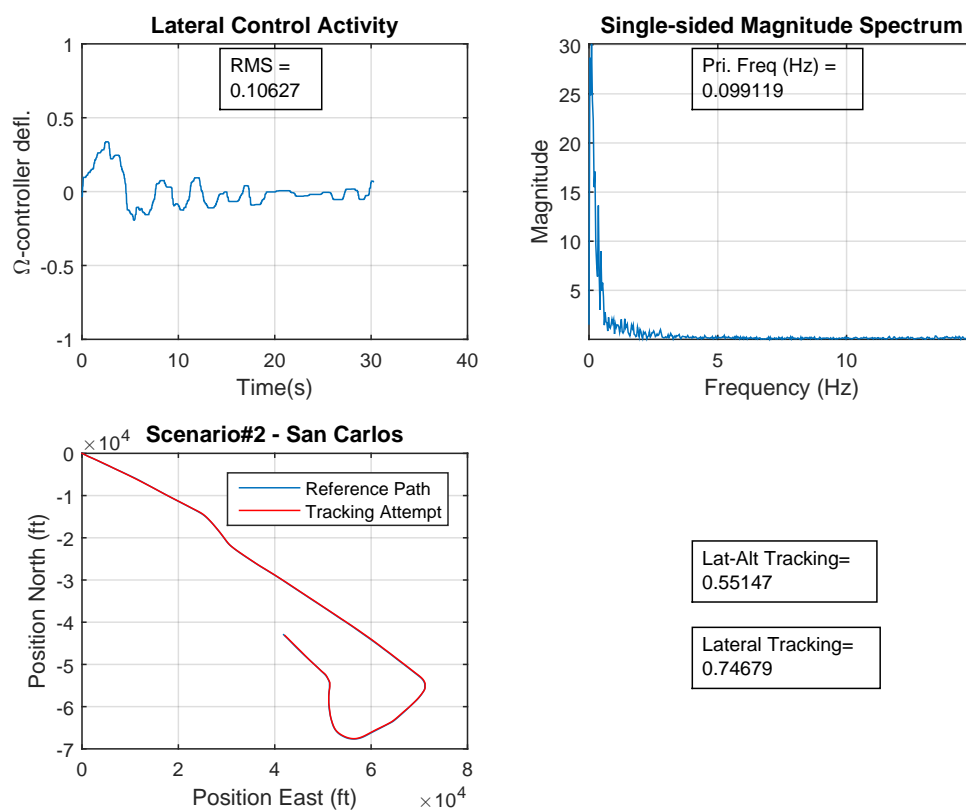 Lateral Control Activity
RMS =
0.10627
1
0.5
0
-0.5
-1
Ω-controller defl.
0 10 20 30 40
Time(s)
Single-sided Magnitude Spectrum
Pri. Freq (Hz) =
0.099119
30
25
20
15
10
5
Magnitude
0 5 10
Frequency (Hz)
Scenario#2 - San Carlos
×10⁴
0
-1
-2
-3
-4
-5
-6
-7
Position North (ft)
Reference Path
Tracking Attempt
0 2 4 6 8
Position East (ft) ×10⁴
Lat-Alt Tracking=
0.55147
Lateral Tracking=
0.74679